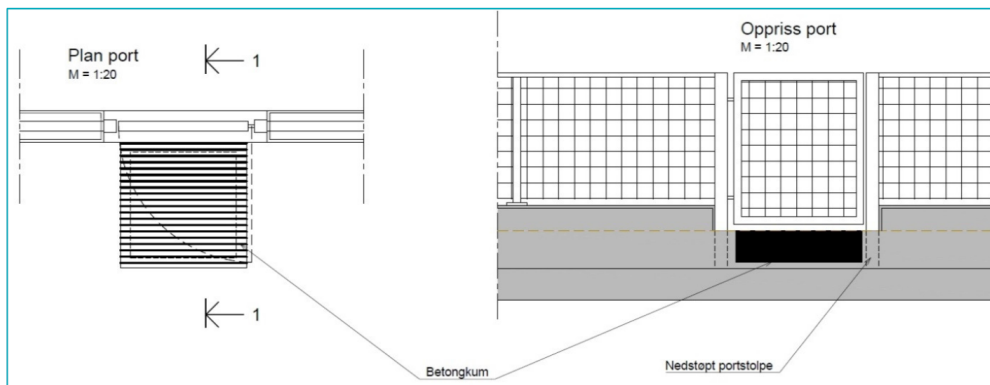 Plan port
M = 1:20
1
Oppriss port
M = 1:20
1
Betongkum
Nedstøpt portstolpe